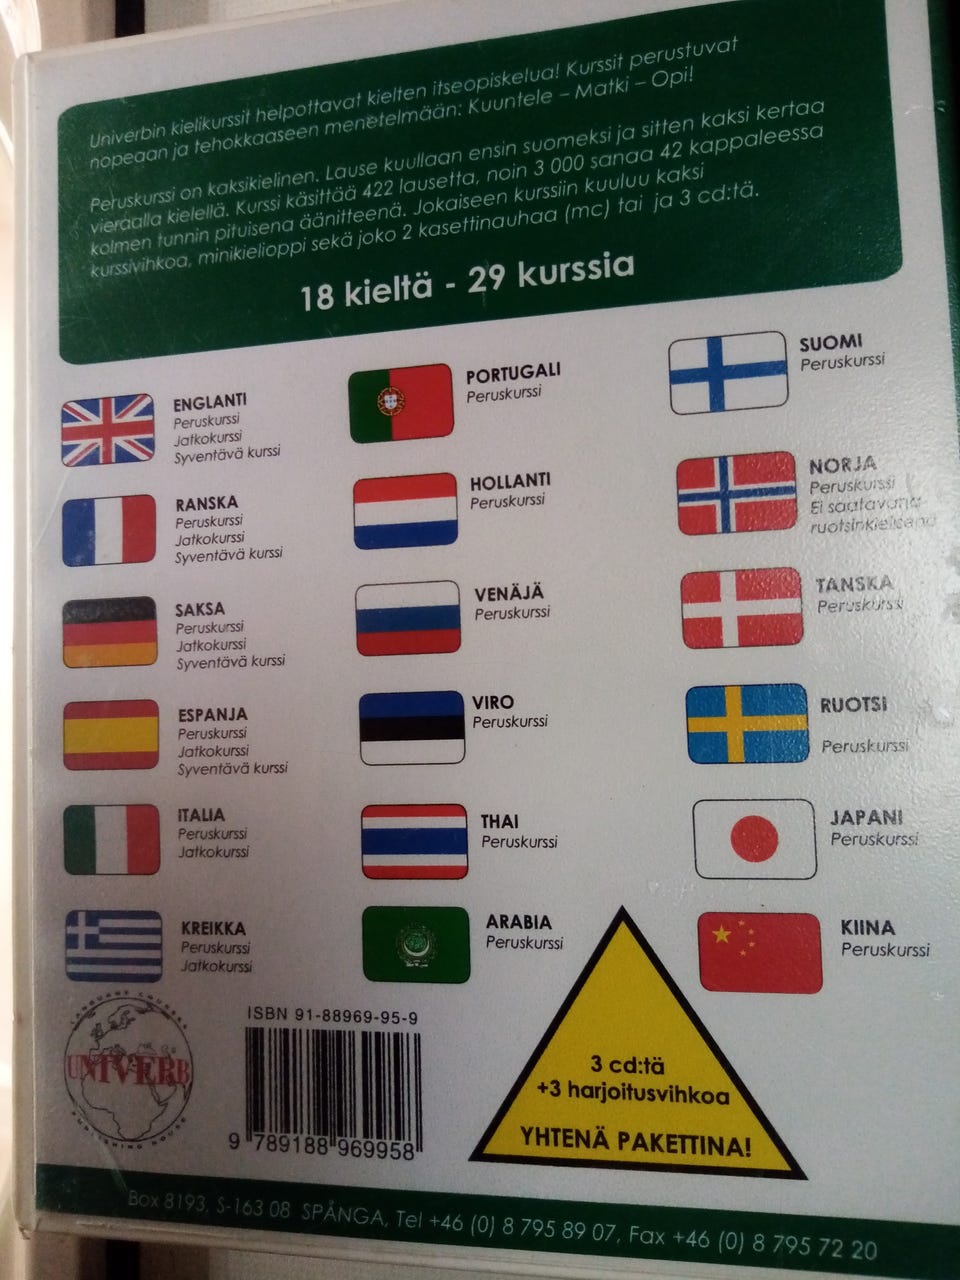 Univerbin kielikurssit helpottavat kielten itseopiskelua! Kurssit perustuvat
nopeaan ja tehokkaaseen menetelmään: Kuuntele – Matki – Opi!
Peruskurssi on kaksikielinen. Lause kuullaan ensin suomeksi ja sitten kaksi kertaa
vieraalla kielellä. Kurssi käsittää 422 lausetta, noin 3 000 sanaa 42 kappaleessa
kolmen tunnin pituisena äänitteenä. Jokaiseen kurssiin kuuluu kaksi
kurssivihkoa, minikielioppi sekä joko 2 kasettinauhaa (mc) tai ja 3 cd:tä.
18 kieltä - 29 kurssia
ENGLANTI
Peruskurssi
Jatkokurssi
Syventävä kurssi
RANSKA
Peruskurssi
Jatkokurssi
Syventävä kurssi
SAKSA
Peruskurssi
Jatkokurssi
Syventävä kurssi
ESPANJA
Peruskurssi
Jatkokurssi
Syventävä kurssi
ITALIA
Peruskurssi
Jatkokurssi
KREIKKA
Peruskurssi
Jatkokurssi
PORTUGALI
Peruskurssi
HOLLANTI
Peruskurssi
VENÄJÄ
Peruskurssi
VIRO
Peruskurssi
THAI
Peruskurssi
ARABIA
Peruskurssi
SUOMI
Peruskurssi
NORJA
Peruskurssi
Ei saatavana
ruotsinkielisenä
TANSKA
Peruskurssi
RUOTSI
Peruskurssi
JAPANI
Peruskurssi
KIINA
Peruskurssi
LANGUAGE COURSES
UNIVERB
PUBLISHING HOUSE
ISBN 91-88969-95-9
9 789188 969958
3 cd:tä
+3 harjoitusvihkoa
YHTENÄ PAKETTINA!
Box 8193, S-163 08 SPÅNGA, Tel +46 (0) 8 795 89 07, Fax +46 (0) 8 795 72 20